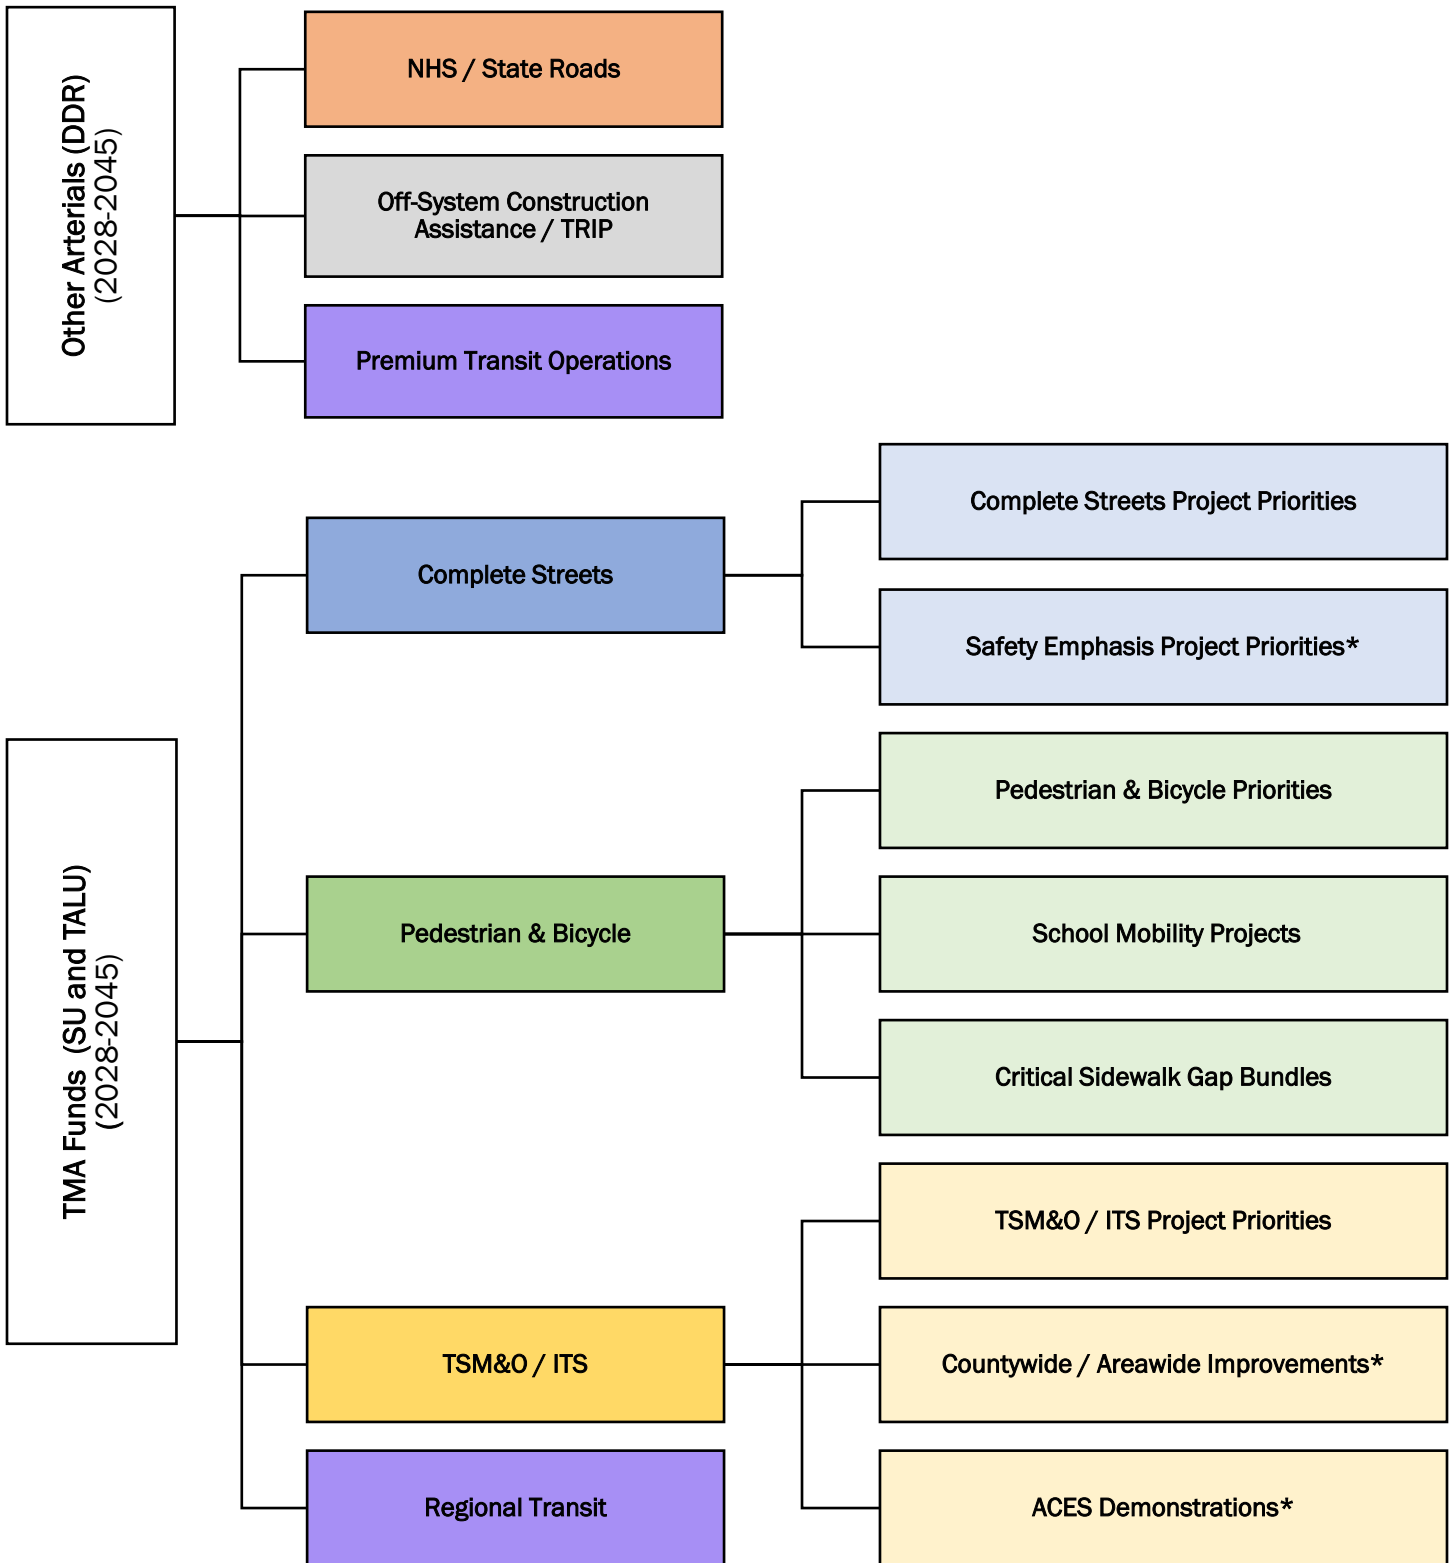 Other Arterials (DDR)
(2028-2045)
NHS / State Roads
Off-System Construction
Assistance / TRIP
Premium Transit Operations
TMA Funds  (SU and TALU)
(2028-2045)
Complete Streets
Complete Streets Project Priorities
Safety Emphasis Project Priorities*
Pedestrian & Bicycle
Pedestrian & Bicycle Priorities
School Mobility Projects
Critical Sidewalk Gap Bundles
TSM&O / ITS
TSM&O / ITS Project Priorities
Countywide / Areawide Improvements*
ACES Demonstrations*
Regional Transit